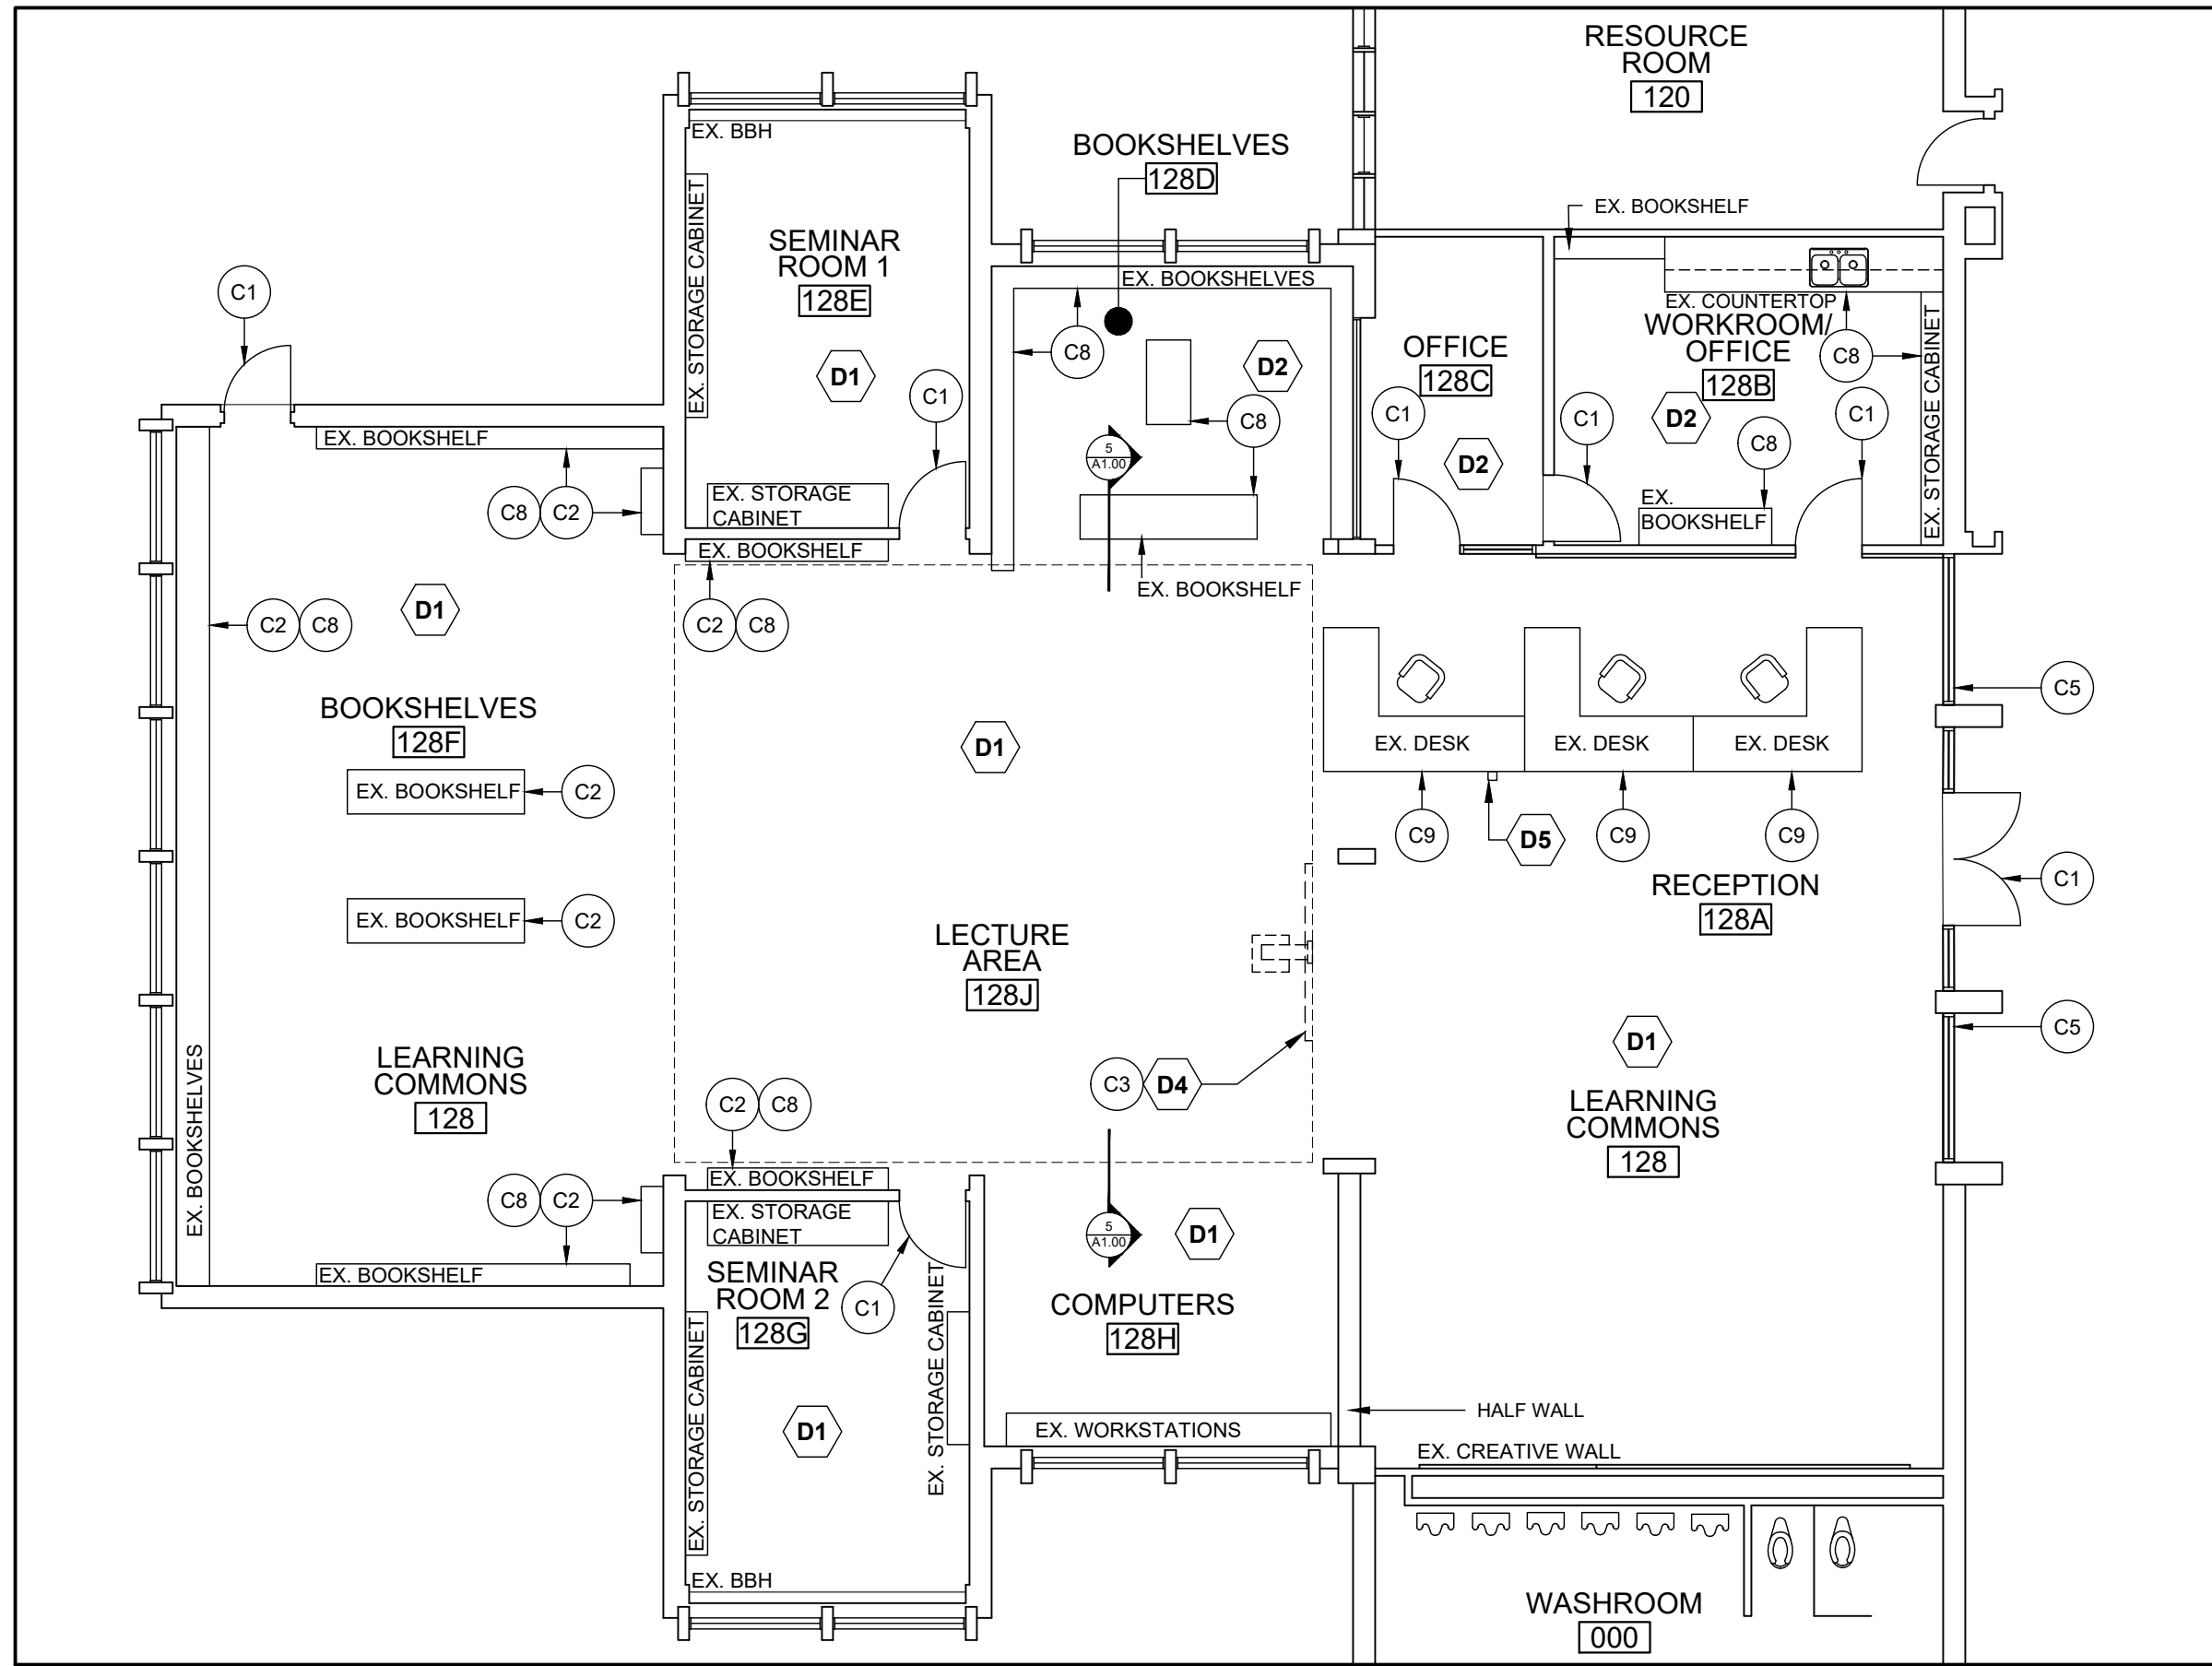 RESOURCE
ROOM
120
EX. BBH
BOOKSHELVES
128D
EX. STORAGE CABINET
SEMINAR
ROOM 1
128E
EX. BOOKSHELF
EX. BOOKSHELVES
C1
EX. COUNTERTOP
WORKROOM/
OFFICE
128B
C8
EX. STORAGE CABINET
OFFICE
128C
C8
D2
D1
C1
C1
C1
D2
C1
C8
EX. BOOKSHELF
C8
5
A1.00
D2
EX. STORAGE
CABINET
EX.
BOOKSHELF
C8
C2
EX. BOOKSHELF
EX. BOOKSHELF
D1
C2
C8
C2
C8
C5
BOOKSHELVES
128F
D1
EX. DESK
EX. DESK
EX. DESK
EX. BOOKSHELF
C2
C9
D5
C9
C9
C1
RECEPTION
128A
EX. BOOKSHELF
C2
LECTURE
AREA
128J
C5
D1
LEARNING
COMMONS
128
EX. BOOKSHELVES
C3
D4
LEARNING
COMMONS
128
C2
C8
EX. BOOKSHELF
C8
C2
EX. STORAGE
CABINET
5
A1.00
D1
EX. BOOKSHELF
SEMINAR
ROOM 2
128G
C1
EX. STORAGE CABINET
COMPUTERS
128H
EX. STORAGE CABINET
D1
EX. WORKSTATIONS
HALF WALL
EX. CREATIVE WALL
EX. BBH
WASHROOM
000